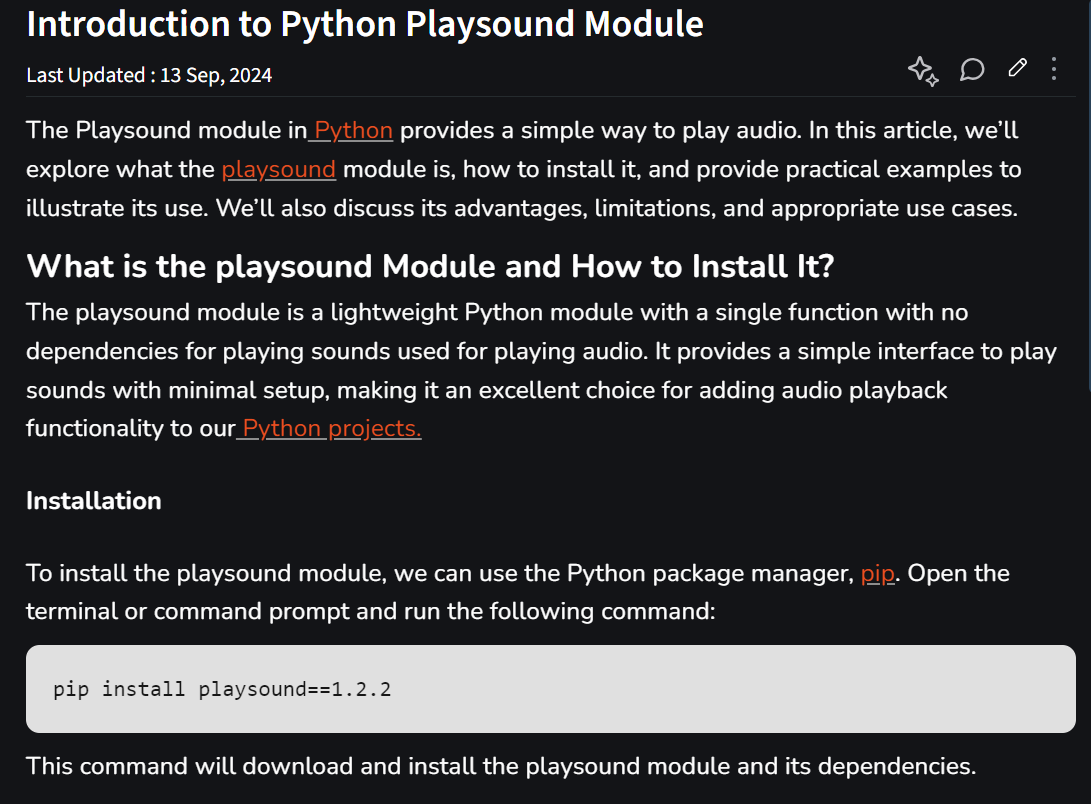 Introduction to Python Playsound Module
Last Updated : 13 Sep, 2024
The Playsound module in Python provides a simple way to play audio. In this article, we’ll
explore what the playsound module is, how to install it, and provide practical examples to
illustrate its use. We’ll also discuss its advantages, limitations, and appropriate use cases.
What is the playsound Module and How to Install It?
The playsound module is a lightweight Python module with a single function with no
dependencies for playing sounds used for playing audio. It provides a simple interface to play
sounds with minimal setup, making it an excellent choice for adding audio playback
functionality to our Python projects.
Installation
To install the playsound module, we can use the Python package manager, pip. Open the
terminal or command prompt and run the following command:
pip install playsound==1.2.2
This command will download and install the playsound module and its dependencies.